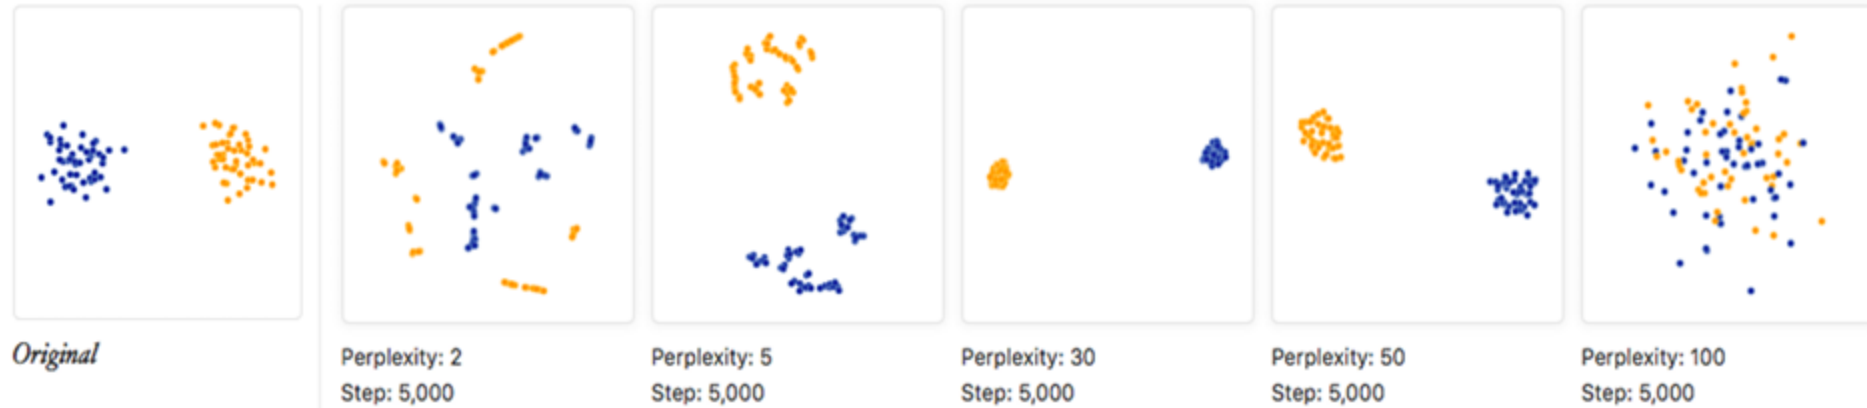 Original
Perplexity: 2
Step: 5,000
Perplexity: 5
Step: 5,000
Perplexity: 30
Step: 5,000
Perplexity: 50
Step: 5,000
Perplexity: 100
Step: 5,000